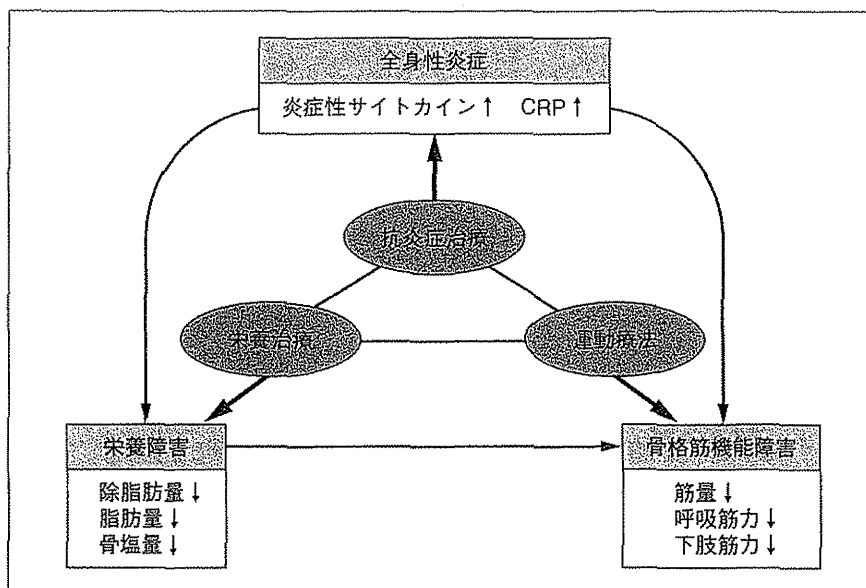 全身性炎症
炎症性サイトカイン↑ CRP↑
抗炎症治療
栄養治療
運動療法
栄養障害
除脂肪量↓
脂肪量↓
骨塩量↓
骨格筋機能障害
筋量↓
呼吸筋力↓
下肢筋力↓